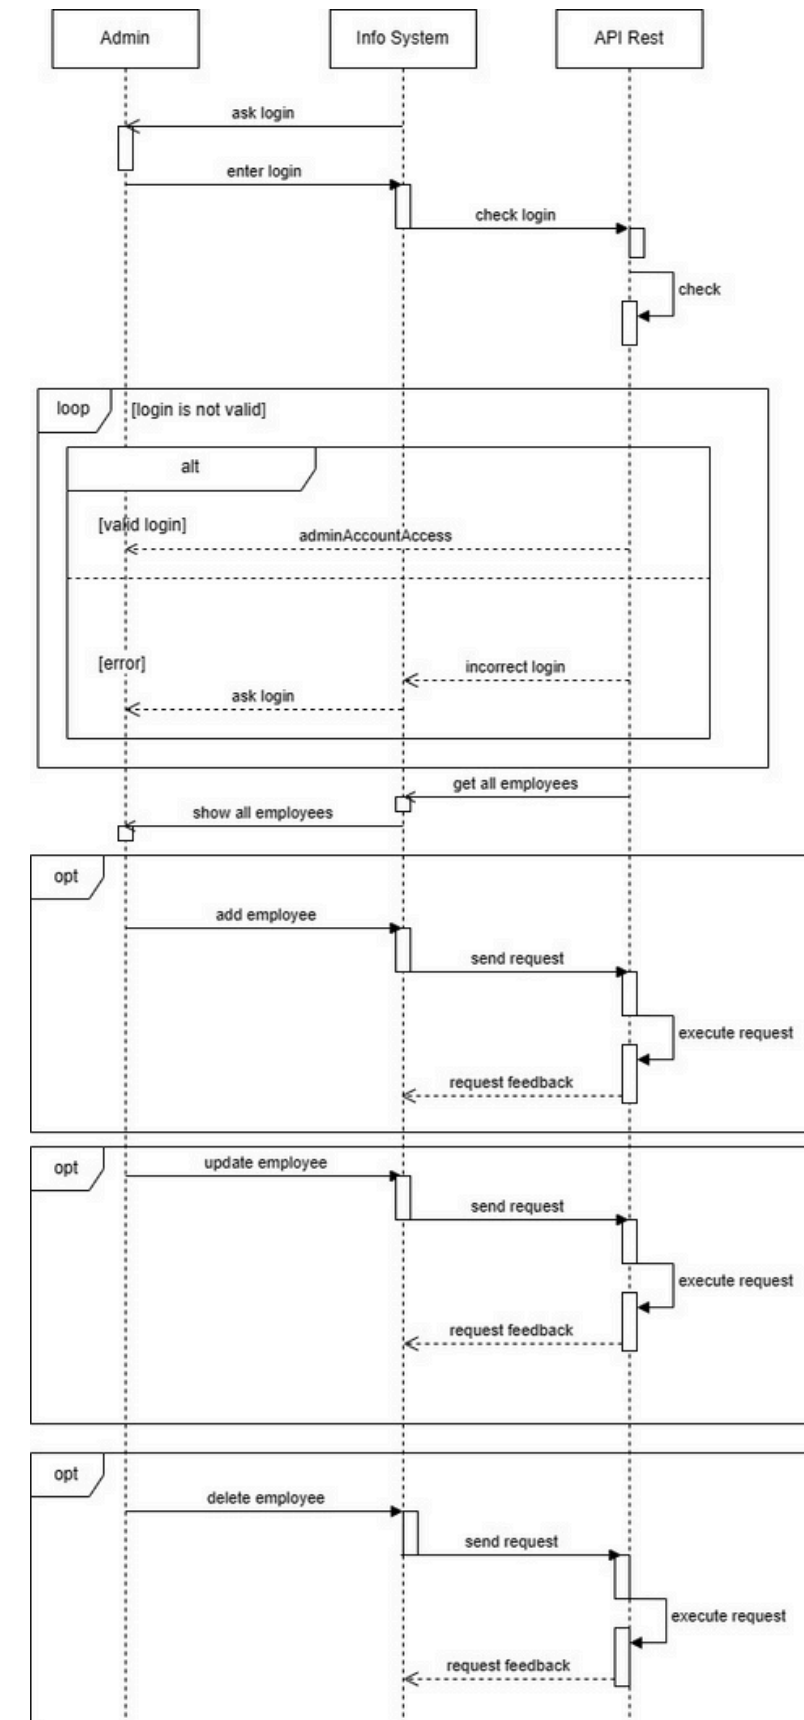 Admin
Info System
API Rest
ask login
enter login
check login
check
loop
[login is not valid]
alt
[valid login]
adminAccountAccess
[error]
incorrect login
ask login
get all employees
show all employees
opt
add employee
send request
execute request
request feedback
opt
update employee
send request
execute request
request feedback
opt
delete employee
send request
execute request
request feedback